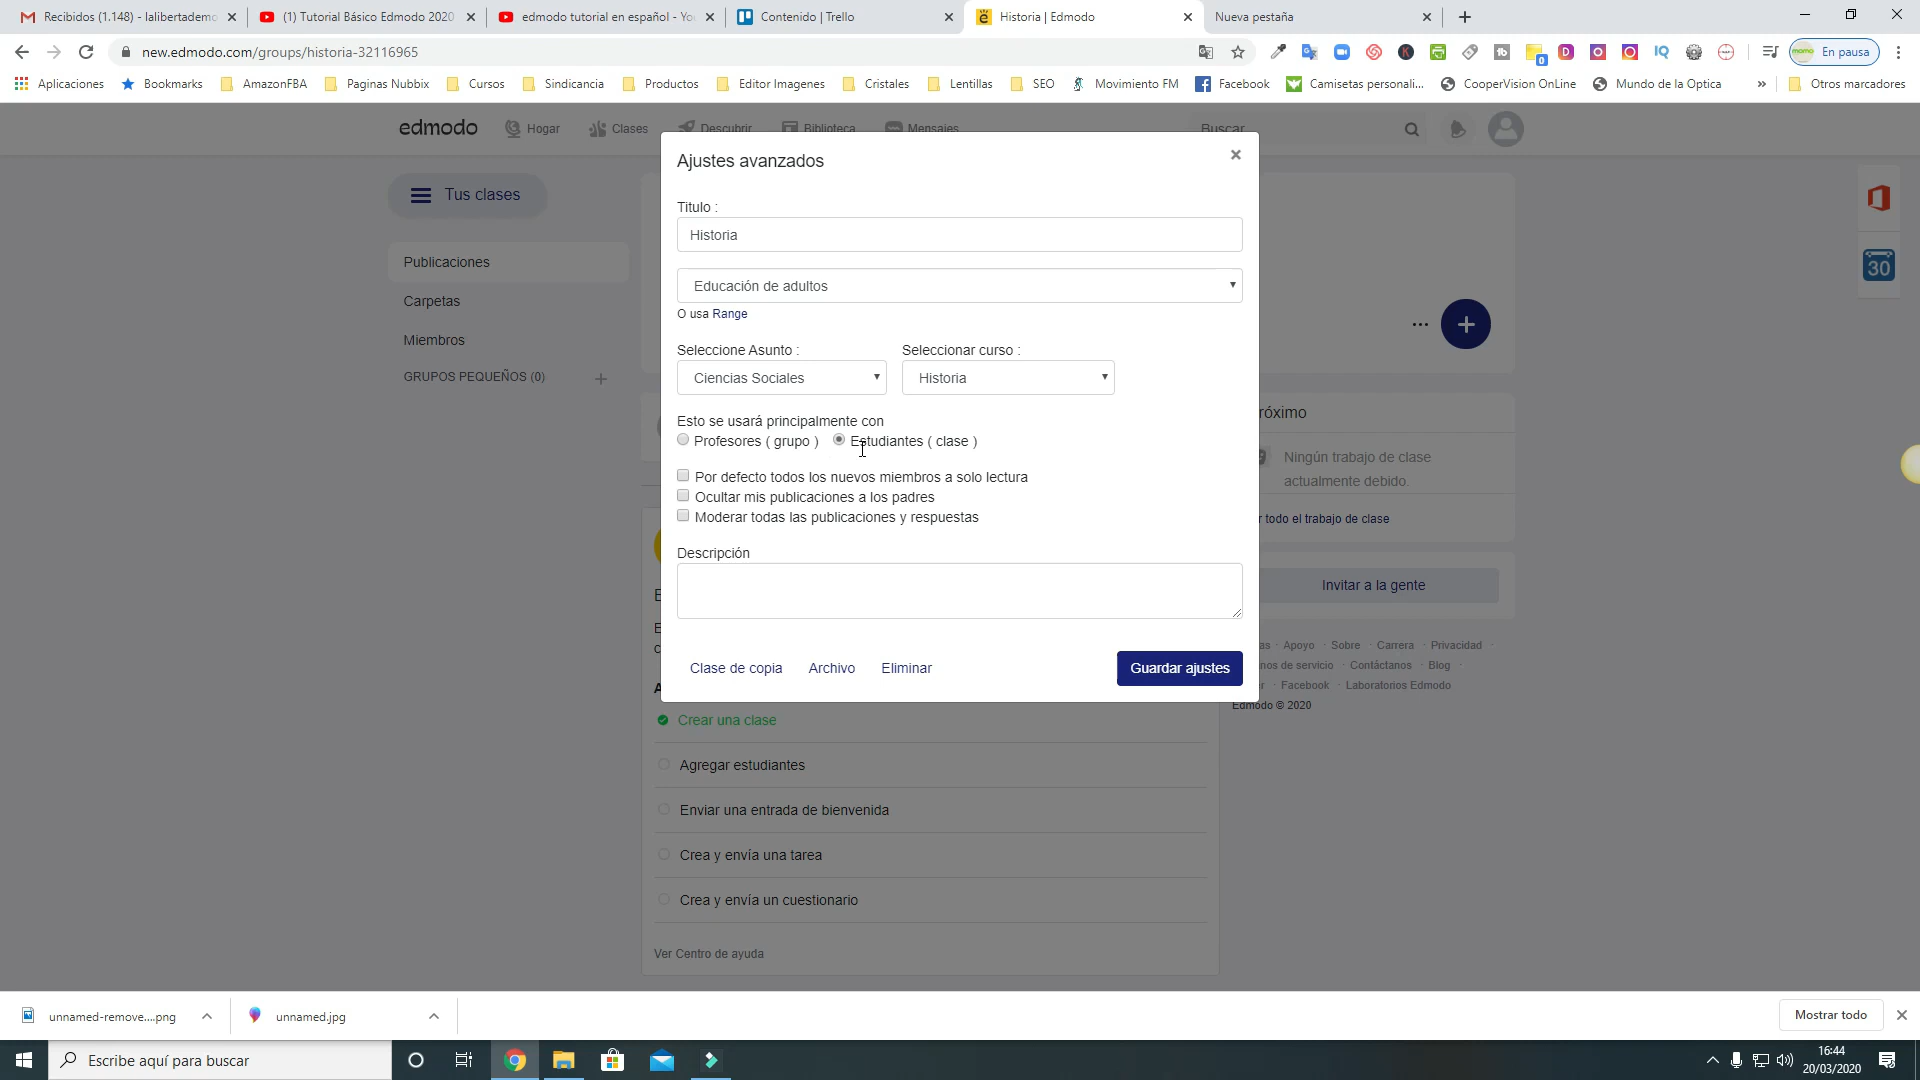 Recibidos (1.148) - lalibertademo
(1) Tutorial Básico Edmodo 2020
edmodo tutorial en español - You
Contenido | Trello
Historia | Edmodo
Nueva pestaña
new.edmodo.com/groups/historia-32116965
En pausa
Aplicaciones
Bookmarks
AmazonFBA
Paginas Nubbix
Cursos
Sindicancia
Productos
Editor Imagenes
Cristales
Lentillas
SEO
Movimiento FM
Facebook
Camisetas personali...
CooperVision OnLine
Mundo de la Optica
»
Otros marcadores
edmodo
Hogar
Clases
Descubrir
Biblioteca
Mensajes
Buscar
Tus clases
Publicaciones
Carpetas
Miembros
GRUPOS PEQUEÑOS (0)
Ajustes avanzados
Titulo :
Historia
Educación de adultos
O usa Range
Seleccione Asunto :
Seleccionar curso :
Ciencias Sociales
Historia
Esto se usará principalmente con
Profesores ( grupo )
Estudiantes ( clase )
Por defecto todos los nuevos miembros a solo lectura
Ocultar mis publicaciones a los padres
Moderar todas las publicaciones y respuestas
Descripción
Clase de copia
Archivo
Eliminar
Guardar ajustes
30
róximo
Ningún trabajo de clase
actualmente debido.
r todo el trabajo de clase
Invitar a la gente
as · Apoyo · Sobre · Carrera · Privacidad ·
nos de servicio · Contáctanos · Blog ·
r · Facebook · Laboratorios Edmodo
Edmodo © 2020
Crear una clase
Agregar estudiantes
Enviar una entrada de bienvenida
Crea y envía una tarea
Crea y envía un cuestionario
Ver Centro de ayuda
unnamed-remove....png
unnamed.jpg
Mostrar todo
Escribe aquí para buscar
16:44
20/03/2020